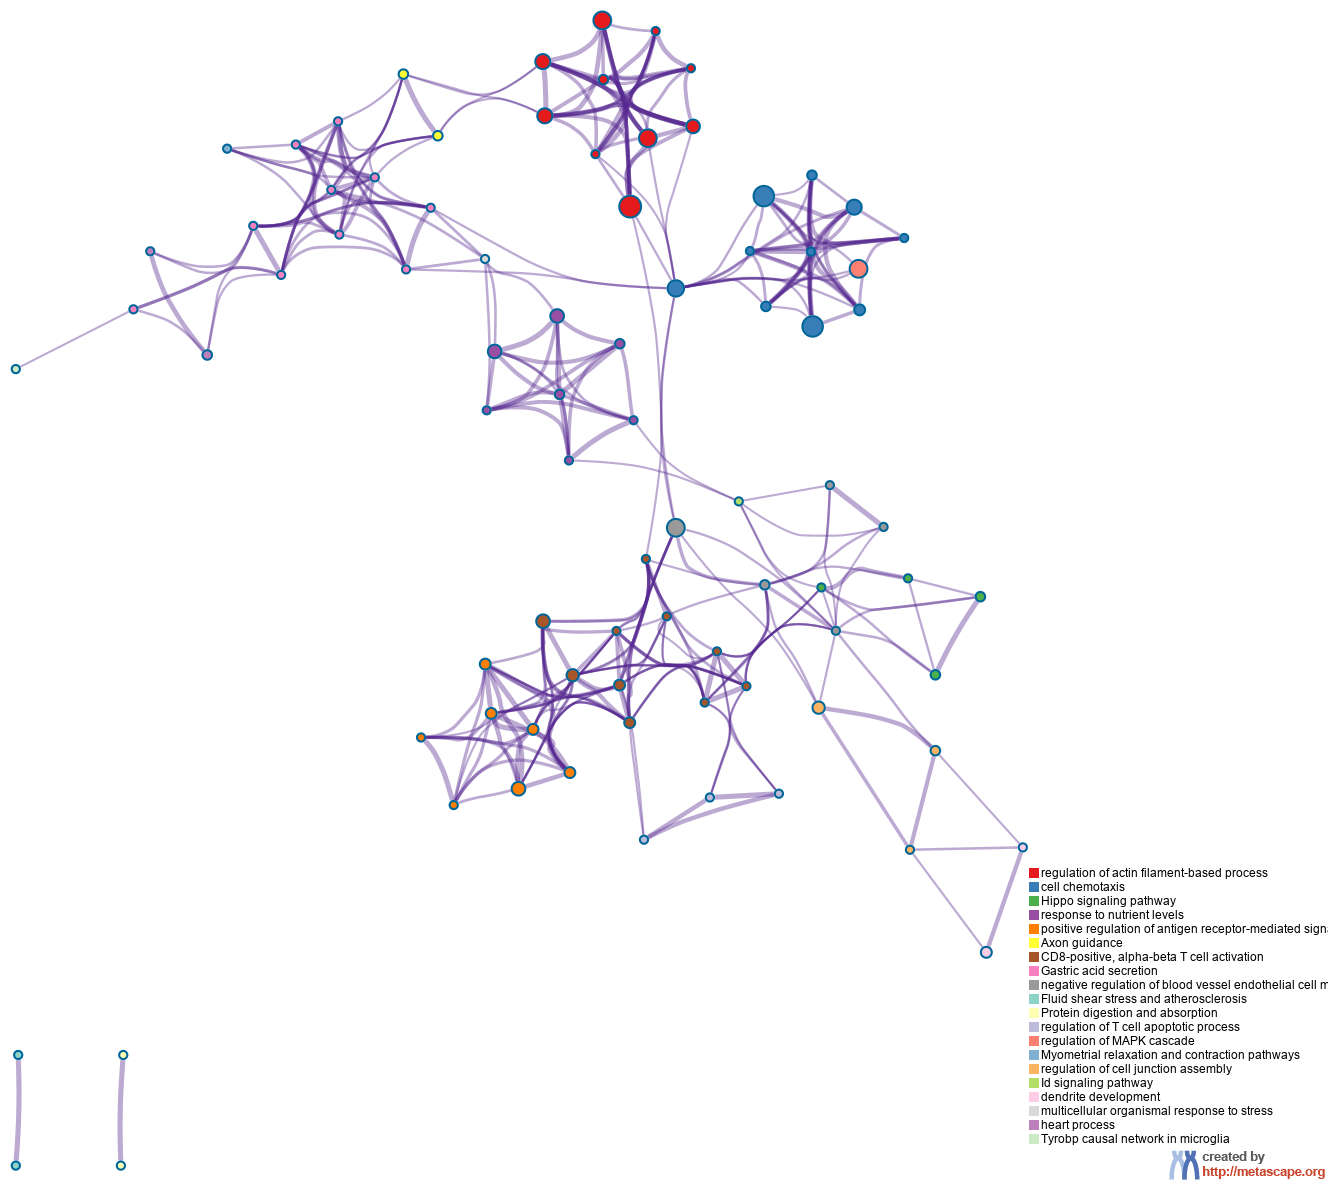 regulation of actin filament-based process
cell chemotaxis
Hippo signaling pathway
response to nutrient levels
positive regulation of antigen receptor-mediated signa
Axon guidance
CD8-positive, alpha-beta T cell activation
Gastric acid secretion
negative regulation of blood vessel endothelial cell m
Fluid shear stress and atherosclerosis
Protein digestion and absorption
regulation of T cell apoptotic process
regulation of MAPK cascade
Myometrial relaxation and contraction pathways
regulation of cell junction assembly
Id signaling pathway
dendrite development
multicellular organismal response to stress
heart process
Tyrobp causal network in microglia
created by
http://metascape.org